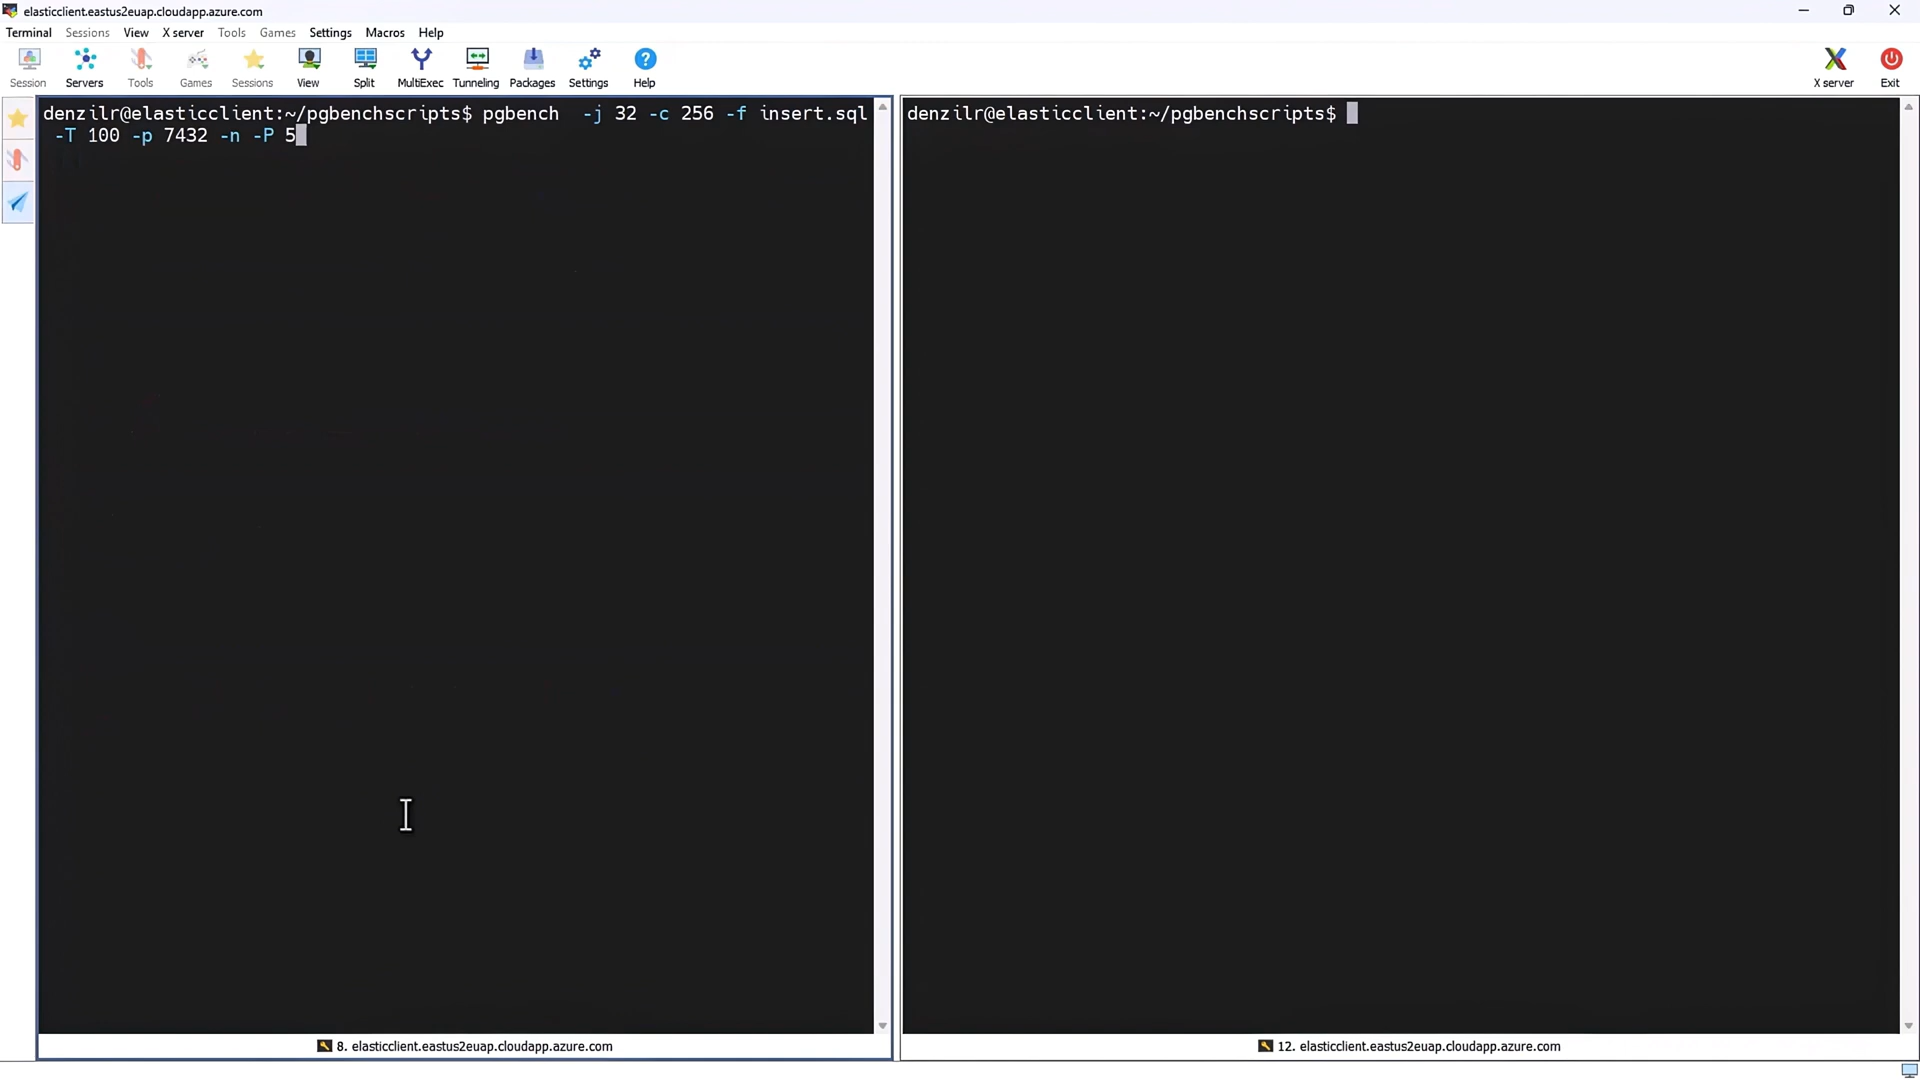 elasticclient.eastus2euap.cloudapp.azure.com
Terminal Sessions View X server Tools Games Settings Macros Help
Session Servers Tools Games Sessions View Split MultiExec Tunneling Packages Settings Help X server Exit
denzilr@elasticclient:~/pgbenchscripts$ pgbench  -j 32 -c 256 -f insert.sql
-T 100 -p 7432 -n -P 5
denzilr@elasticclient:~/pgbenchscripts$
8. elasticclient.eastus2euap.cloudapp.azure.com
12. elasticclient.eastus2euap.cloudapp.azure.com